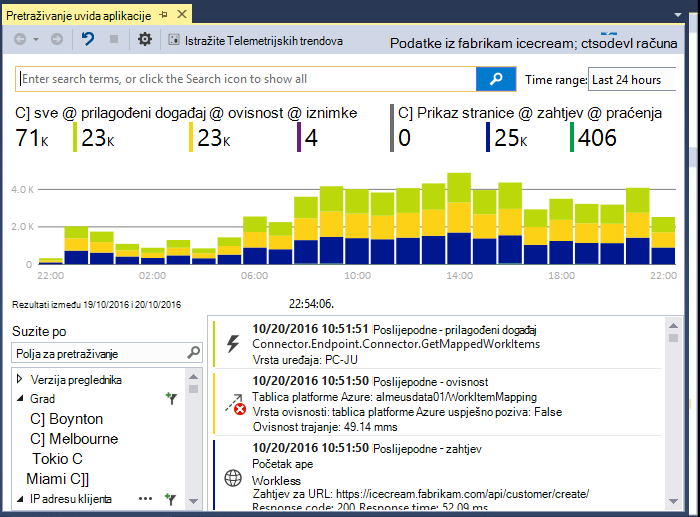 Pretraživanje uvida aplikacije
Istražite Telemetrijskih trendova
Podatke iz fabrikam icecream; ctsodevl računa
Enter search terms, or click the Search icon to show all
Time range: Last 24 hours
C] sve @ prilagođeni događaj @ ovisnost @ iznimke
C] Prikaz stranice @ zahtjev @ praćenja
71K 23K 23K 4 0 25K 406
4.0 K
2.0 K
0
22:00 02:00 06:00 10:00 14:00 18:00 22:00
Rezultati između 19/10/2016 i 20/10/2016
22:54:06.
Suzite po
Polja za pretraživanje
Verzija preglednika
Grad
C] Boynton
C] Melbourne
Tokio C
Miami C]]
IP adresu klijenta
10/20/2016 10:51:51 Poslijepodne - prilagođeni događaj
Connector.Endpoint.Connector.GetMappedWorkItems
Vrsta uređaja: PC-JU
10/20/2016 10:51:50 Poslijepodne - ovisnost
Tablica platforme Azure: almeusdata01/WorkItemMapping
Vrsta ovisnosti: tablica platforme Azure uspješno poziva: False
Ovisnost trajanje: 49.14 mms
10/20/2016 10:51:50 Poslijepodne - zahtjev
Početak ape
Workless
Zahtjev za URL: https://icecream.fabrikam.com/api/customer/create/
Response code: 200 Response time: 52.09 ms